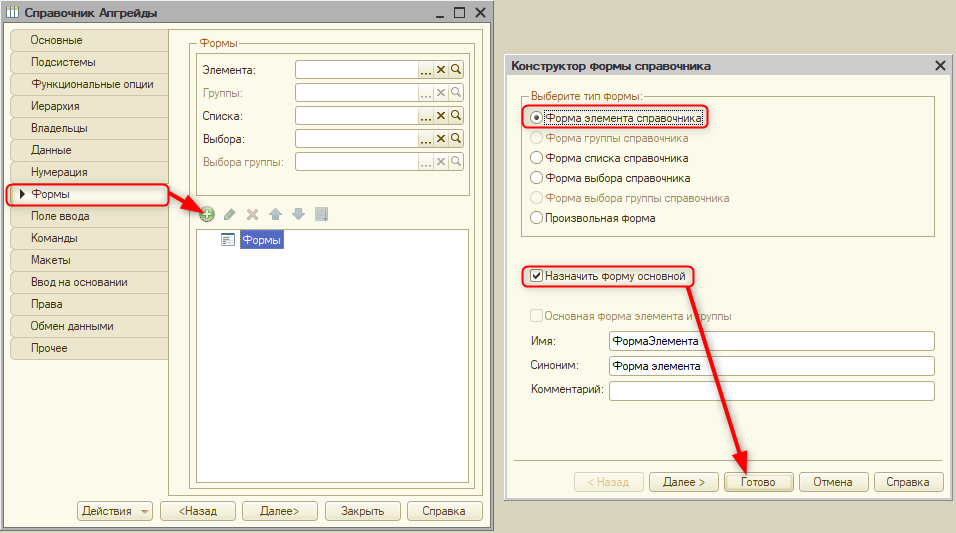 Справочник Апгрейды
Основные
Подсистемы
Функциональные опции
Иерархия
Владельцы
Данные
Нумерация
Формы
Поле ввода
Команды
Макеты
Ввод на основании
Права
Обмен данными
Прочее
Формы
Элемента:
Группы:
Списка:
Выбора:
Выбора группы:
Формы
Действия
<Назад
Далее>
Закрыть
Справка
Конструктор формы справочника
Выберите тип формы:
Форма элемента справочника
Форма группы справочника
Форма списка справочника
Форма выбора справочника
Форма выбора группы справочника
Произвольная форма
Назначить форму основной
Основная форма элемента и группы
Имя: ФормаЭлемента
Синоним: Форма элемента
Комментарий:
< Назад
Далее >
Готово
Отмена
Справка